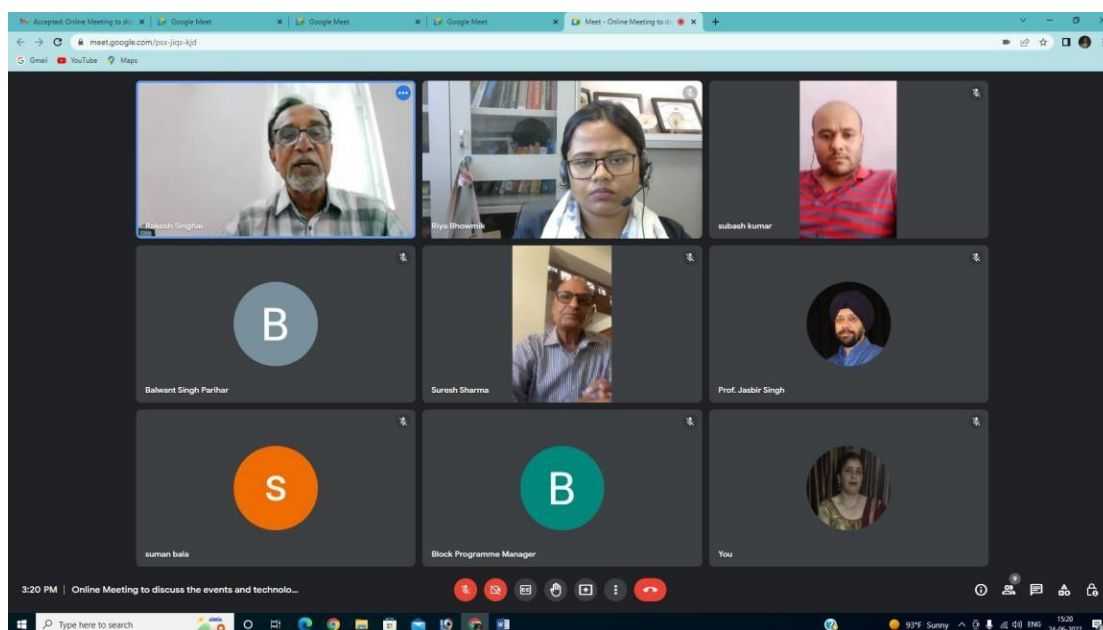 Accepted: Online Meeting to dis
Google Meet
Google Meet
Google Meet
Meet - Online Meeting to di
meet.google.com/psx-jiqs-kjd
Gmail
YouTube
Maps
Rakesh Singhai
Riya Bhowmik
subash kumar
B
Balwant Singh Parihar
Suresh Sharma
Prof. Jasbir Singh
S
suman bala
B
Block Programme Manager
You
3:20 PM | Online Meeting to discuss the events and technolo...
9
Type here to search
93°F Sunny
ENG
15:20